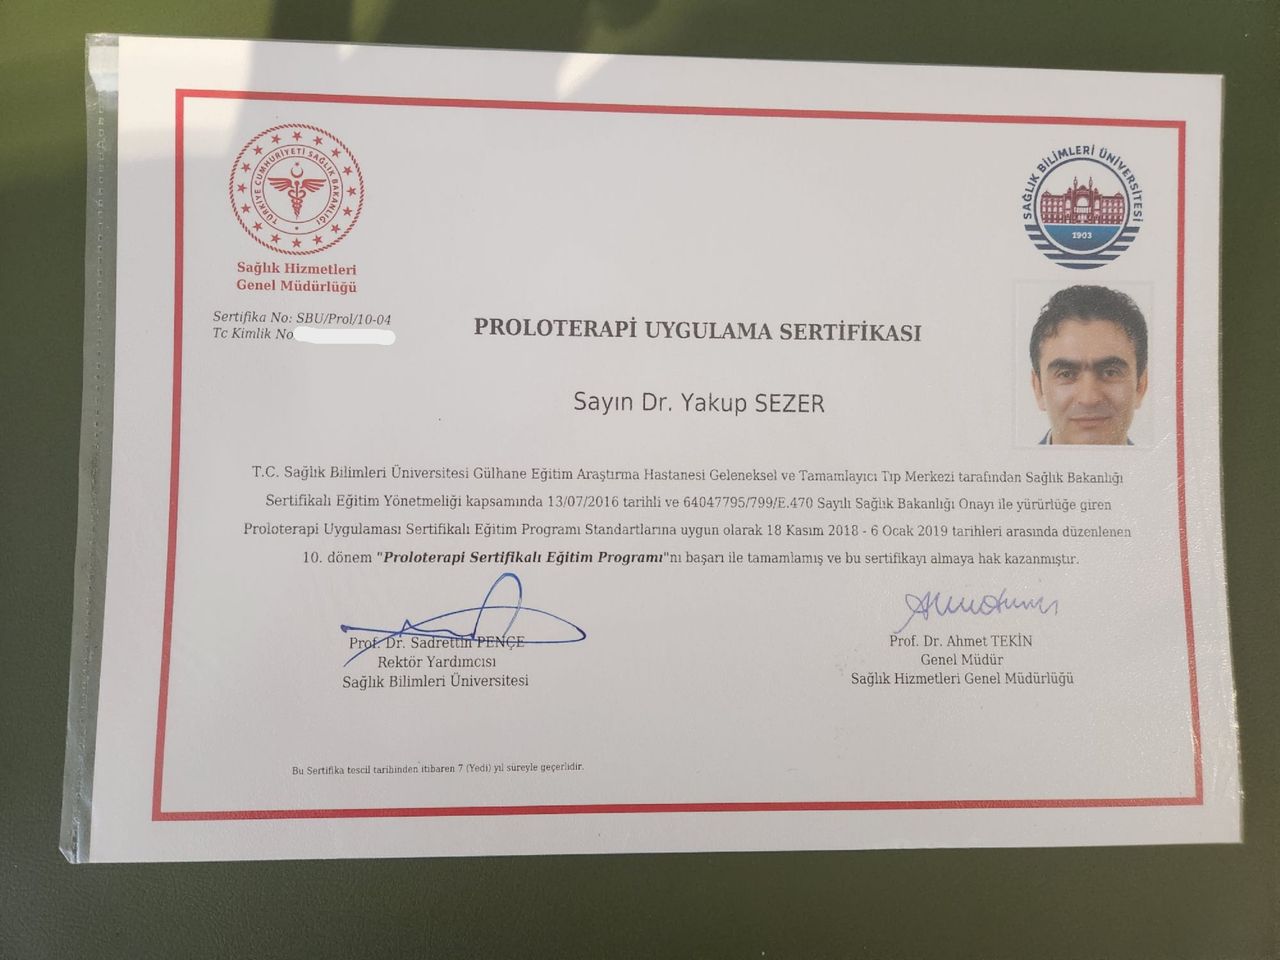 TÜRKİYE CUMHURİYETİ SAĞLIK BAKANLIĞI
SAĞLIK BİLİMLERİ ÜNİVERSİTESİ
1903
Sağlık Hizmetleri
Genel Müdürlüğü
Sertifika No: SBU/Prol/10-04
Tc Kimlik No
PROLOTERAPİ UYGULAMA SERTİFİKASI
Sayın Dr. Yakup SEZER
T.C. Sağlık Bilimleri Üniversitesi Gülhane Eğitim Araştırma Hastanesi Geleneksel ve Tamamlayıcı Tıp Merkezi tarafından Sağlık Bakanlığı
Sertifikalı Eğitim Yönetmeliği kapsamında 13/07/2016 tarihli ve 64047795/799/E.470 Sayılı Sağlık Bakanlığı Onayı ile yürürlüğe giren
Proloterapi Uygulaması Sertifikalı Eğitim Programı Standartlarına uygun olarak 18 Kasım 2018 - 6 Ocak 2019 tarihleri arasında düzenlenen
10. dönem "Proloterapi Sertifikalı Eğitim Programı"nı başarı ile tamamlamış ve bu sertifikayı almaya hak kazanmıştır.
Prof. Dr. Sadrettin PENÇE
Rektör Yardımcısı
Sağlık Bilimleri Üniversitesi
Prof. Dr. Ahmet TEKİN
Genel Müdür
Sağlık Hizmetleri Genel Müdürlüğü
Bu Sertifika tescil tarihinden itibaren 7 (Yedi) yıl süreyle geçerlidir.